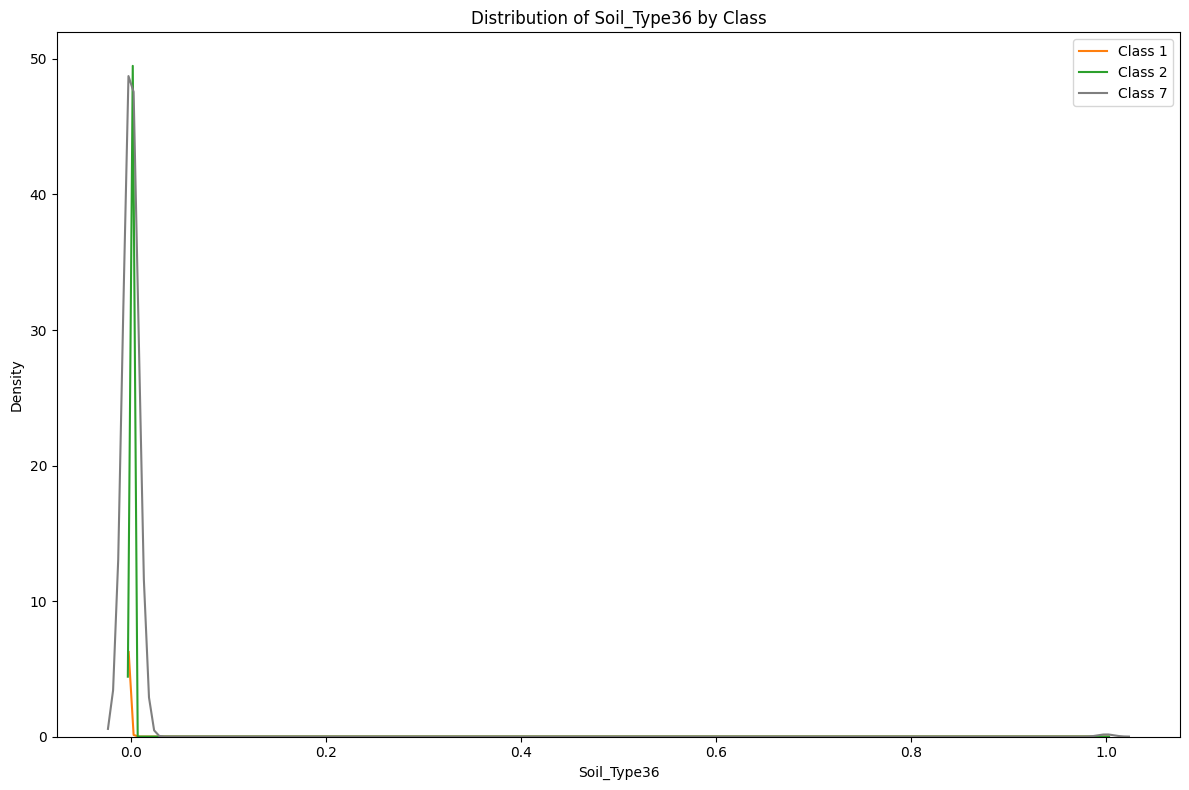 Distribution of Soil_Type36 by Class
Class 1
Class 2
Class 7
50
40
30
20
10
0
Density
0.0 0.2 0.4 0.6 0.8 1.0
Soil_Type36